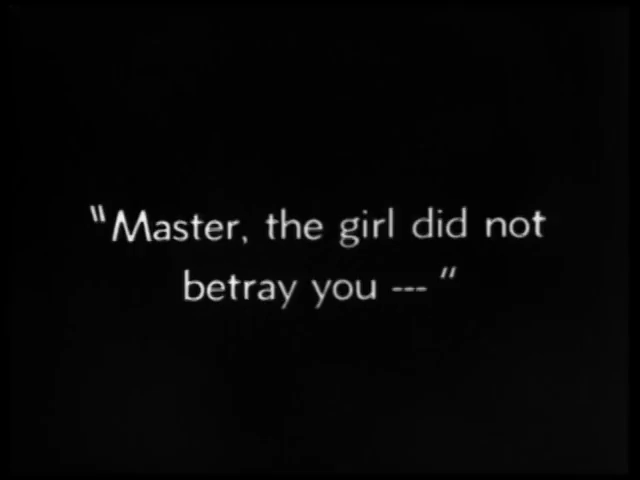 "Master, the girl did not
betray you --- "